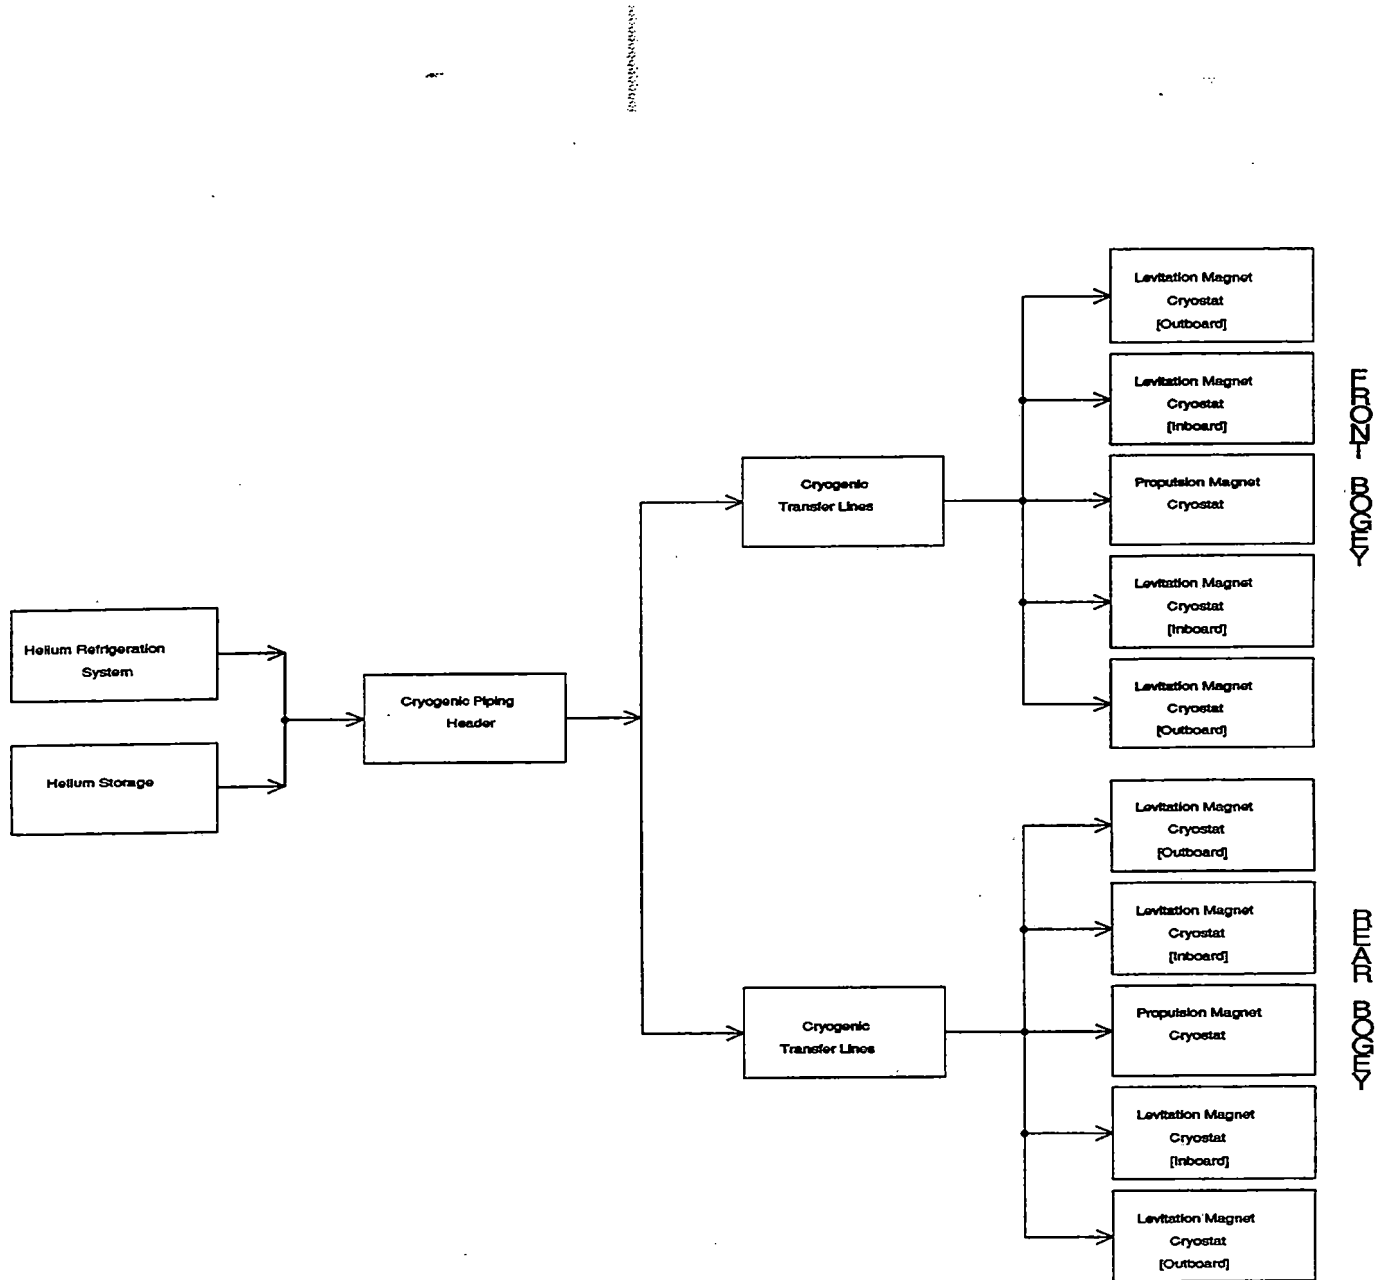 Helium Refrigeration
System
Helium Storage
Cryogenic Piping
Header
Cryogenic
Transfer Lines
Cryogenic
Transfer Lines
Levitation Magnet
Cryostat
[Outboard]
Levitation Magnet
Cryostat
[Inboard]
Propulsion Magnet
Cryostat
Levitation Magnet
Cryostat
[Inboard]
Levitation Magnet
Cryostat
[Outboard]
FRONT BOGEY
Levitation Magnet
Cryostat
[Outboard]
Levitation Magnet
Cryostat
[Inboard]
Propulsion Magnet
Cryostat
Levitation Magnet
Cryostat
[Inboard]
Levitation Magnet
Cryostat
[Outboard]
REAR BOGEY